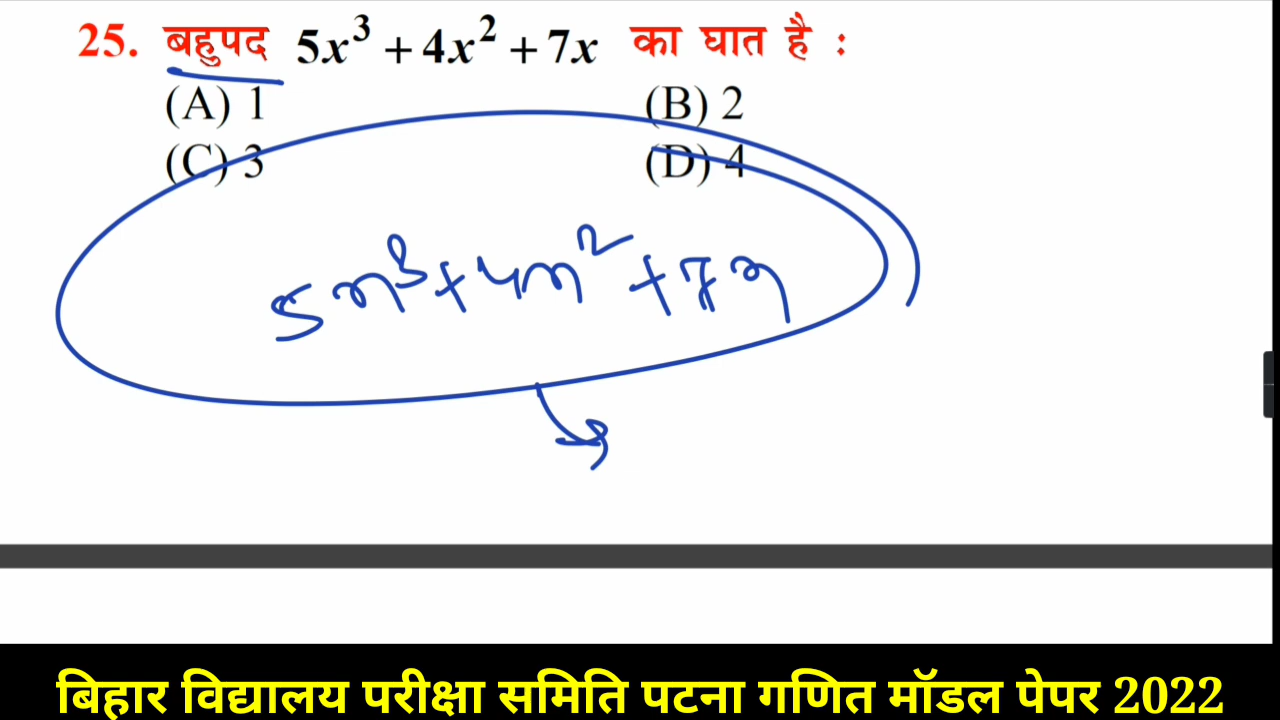 25. बहुपद 5x³ + 4x² + 7x का घात है :
(A) 1 (B) 2
(C) 3 (D) 4
5x³+4x²+7x
बिहार विद्यालय परीक्षा समिति पटना गणित मॉडल पेपर 2022